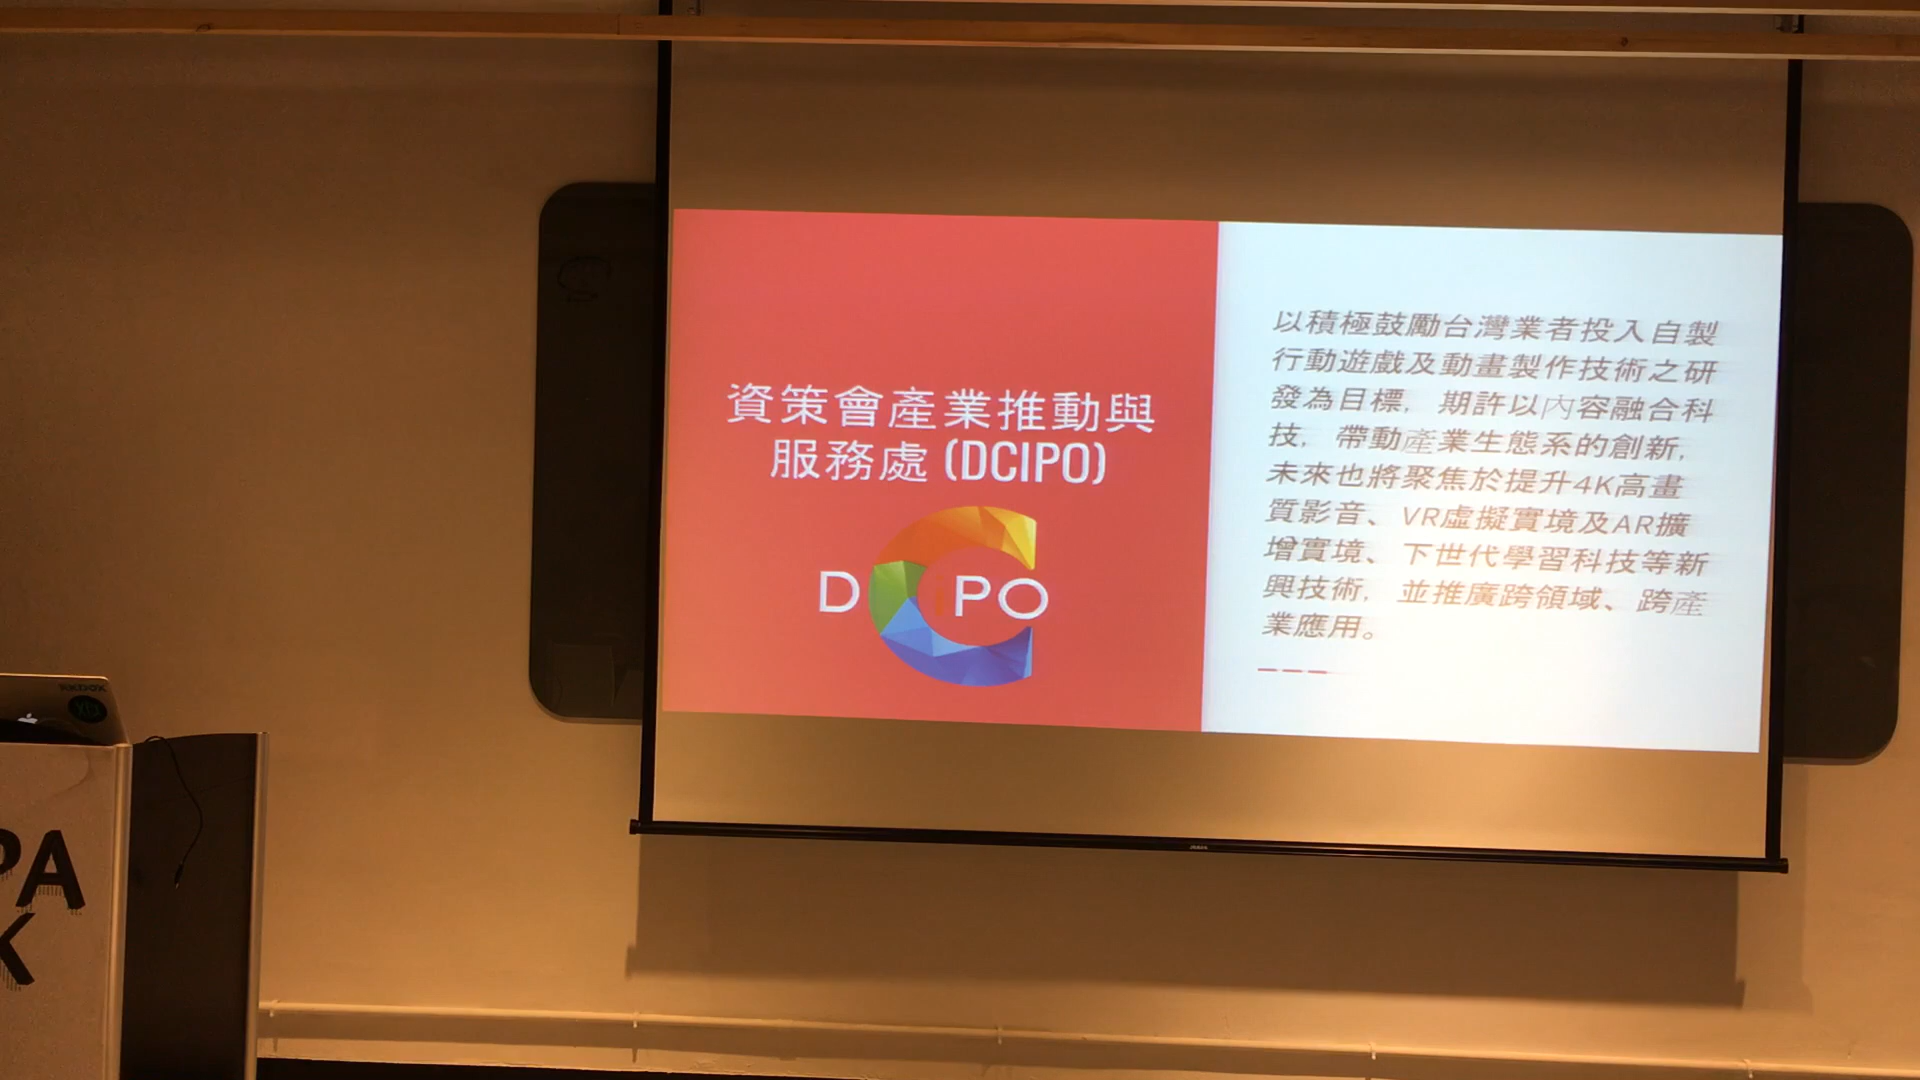 資策會產業推動與
服務處 (DCIPO)
DCIPO
以積極鼓勵台灣業者投入自製
行動遊戲及動畫製作技術之研
發為目標，期許以內容融合科
技，帶動產業生態系的創新，
未來也將聚焦於提升4K高畫
質影音、VR虛擬實境及AR擴
增實境、下世代學習科技等新
興技術，並推廣跨領域、跨產
業應用。
PA
K